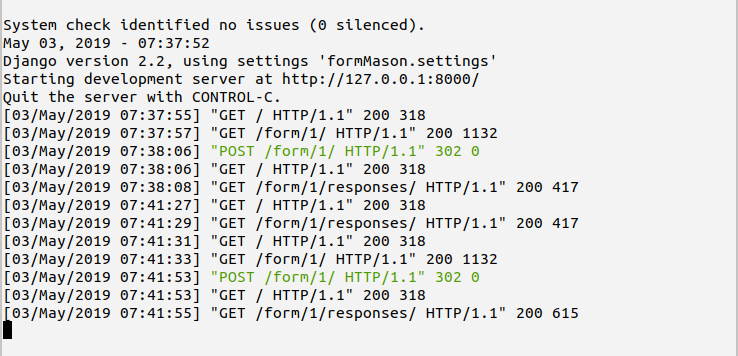 System check identified no issues (0 silenced).
May 03, 2019 - 07:37:52
Django version 2.2, using settings 'formMason.settings'
Starting development server at http://127.0.0.1:8000/
Quit the server with CONTROL-C.
[03/May/2019 07:37:55] "GET / HTTP/1.1" 200 318
[03/May/2019 07:37:57] "GET /form/1/ HTTP/1.1" 200 1132
[03/May/2019 07:38:06] "POST /form/1/ HTTP/1.1" 302 0
[03/May/2019 07:38:06] "GET / HTTP/1.1" 200 318
[03/May/2019 07:38:08] "GET /form/1/responses/ HTTP/1.1" 200 417
[03/May/2019 07:41:27] "GET / HTTP/1.1" 200 318
[03/May/2019 07:41:29] "GET /form/1/responses/ HTTP/1.1" 200 417
[03/May/2019 07:41:31] "GET / HTTP/1.1" 200 318
[03/May/2019 07:41:33] "GET /form/1/ HTTP/1.1" 200 1132
[03/May/2019 07:41:53] "POST /form/1/ HTTP/1.1" 302 0
[03/May/2019 07:41:53] "GET / HTTP/1.1" 200 318
[03/May/2019 07:41:55] "GET /form/1/responses/ HTTP/1.1" 200 615